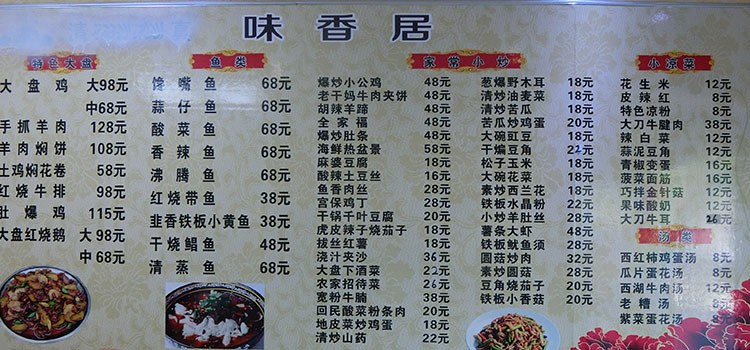 味香居
特色大盘
大盘鸡 大98元
中68元
手抓羊肉 128元
羊肉焖饼 108元
土鸡焖花卷 58元
红烧牛排 98元
肚爆鸡 115元
大盘红烧鹅 大98元
中68元
鱼类
馋嘴鱼 68元
蒜仔鱼 68元
酸菜鱼 68元
香辣鱼 68元
沸腾鱼 68元
红烧带鱼 38元
韭香铁板小黄鱼 38元
干烧鲳鱼 48元
清蒸鱼 68元
家常小炒
爆炒小公鸡 48元
老干妈牛肉夹饼 48元
胡辣羊蹄 48元
全家福 48元
爆炒肚条 48元
海鲜热盆景 58元
麻婆豆腐 18元
酸辣土豆丝 16元
鱼香肉丝 28元
宫保鸡丁 28元
干锅千叶豆腐 20元
虎皮辣子烧茄子 18元
拔丝红薯 18元
浇汁夹沙 36元
大盘下酒菜
农家招待菜 26元
宽粉牛腩 38元
回民酸菜粉条肉 20元
地皮菜炒鸡蛋 18元
清炒山药 22元
葱爆野木耳 18元
清炒油麦菜 18元
清炒苦瓜 18元
苦瓜炒鸡蛋 20元
大碗豇豆 18元
干煸豆角 22元
松子玉米 18元
大碗花菜 18元
素炒西兰花 18元
铁板水晶粉 22元
小炒羊肚丝 28元
薯条大虾 48元
铁板鱿鱼须 28元
圆菇炒肉 32元
素炒圆菇 28元
豆角烧茄子 20元
铁板小香菇 20元
小凉菜
花生米 12元
皮辣红 8元
特色凉粉 8元
大刀牛腱肉 38元
辣白菜 12元
蒜泥豆角 12元
青椒变蛋 16元
菠菜面筋 16元
巧拌金针菇 12元
果味酸奶 12元
大刀牛耳
汤类
西红柿鸡蛋汤 8元
瓜片蛋花汤 8元
西湖牛肉汤 12元
老糟汤 8元
紫菜蛋花汤 8元